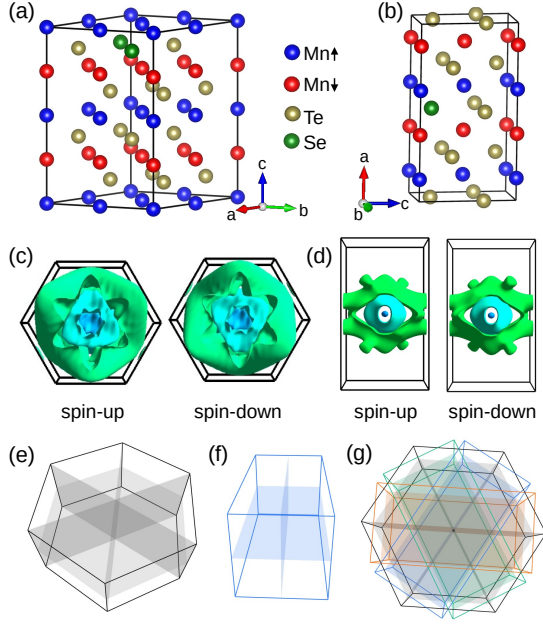 (a)
(b)
Mn↑
Mn↓
Te
Se
c
a
b
a
b
c
(c)
(d)
spin-up
spin-down
spin-up
spin-down
(e)
(f)
(g)